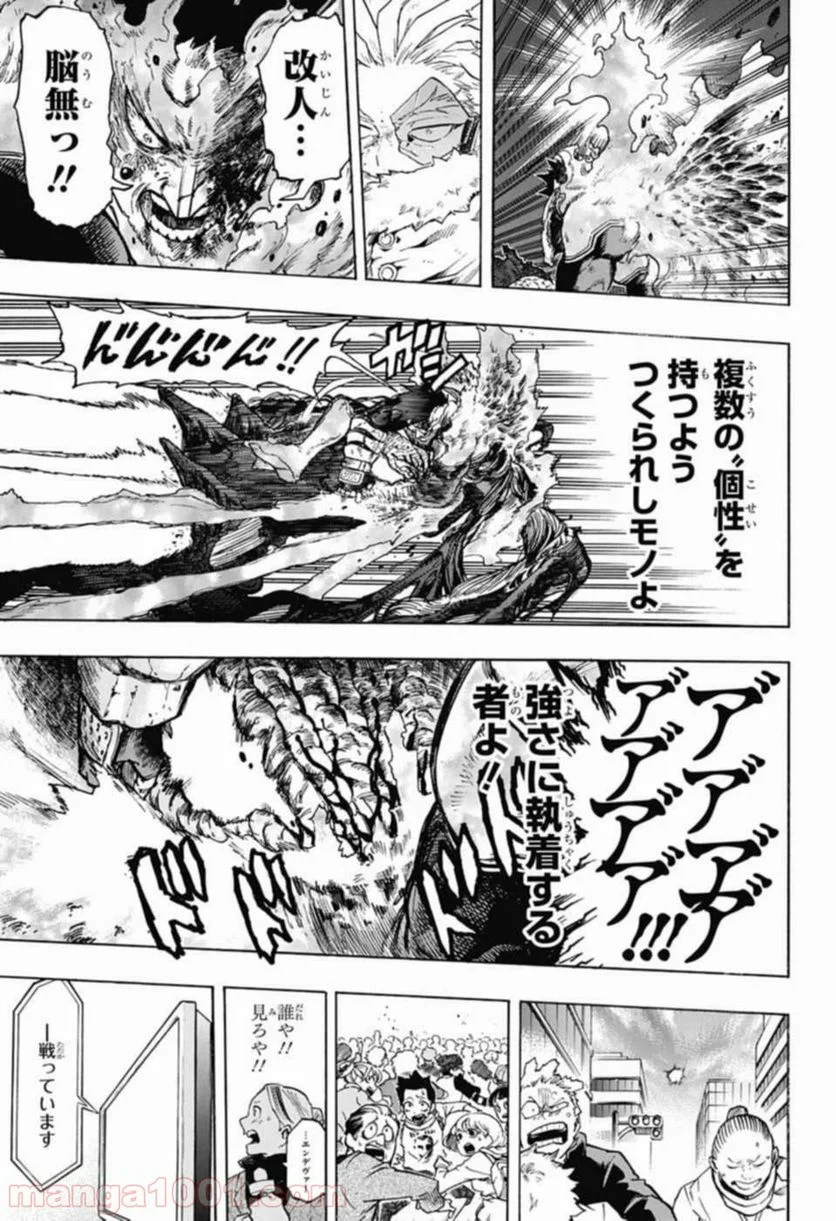 改人…
脳無っ!!
複数の〝個性〟を
持つよう
つくられしモノよ
ガシッ
んんんん!!
アアアア
アアアア!!!
強さに執着する
者よ!!
ドド
ドド
…エンデヴァー
誰や!!
見ろや!!
ー戦っています
manga1001.com